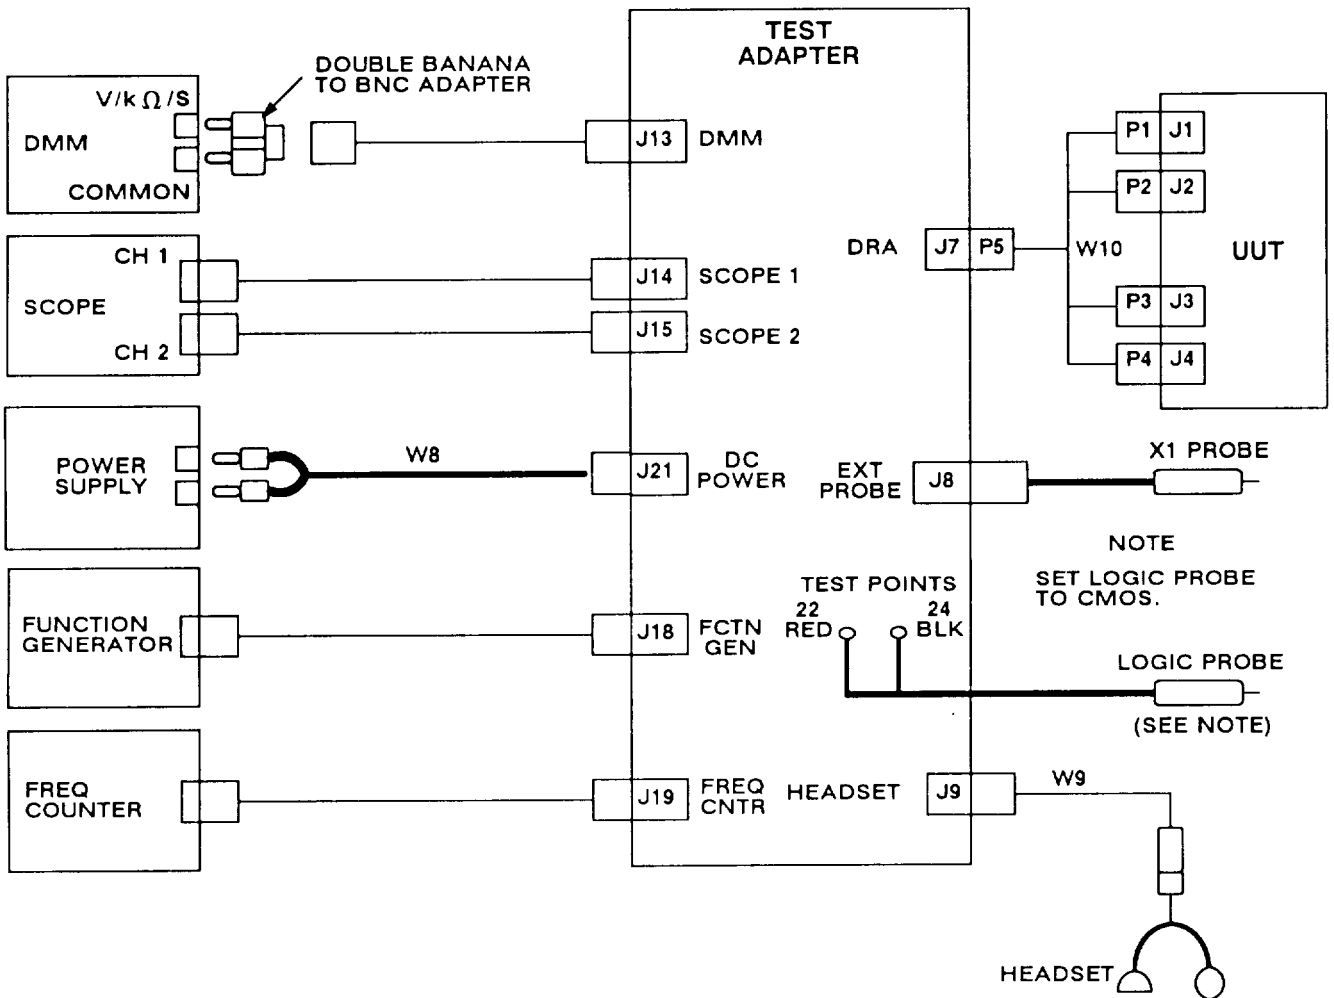 TEST
ADAPTER
DOUBLE BANANA
TO BNC ADAPTER
V/k Ω /S
DMM
COMMON
J13
DMM
P1
J1
P2
J2
P3
J3
P4
J4
UUT
W10
DRA
J7
P5
CH 1
SCOPE
CH 2
J14
SCOPE 1
J15
SCOPE 2
POWER
SUPPLY
W8
J21
DC
POWER
EXT
PROBE
J8
X1 PROBE
NOTE
SET LOGIC PROBE
TO CMOS.
TEST POINTS
22
RED
24
BLK
LOGIC PROBE
(SEE NOTE)
FUNCTION
GENERATOR
J18
FCTN
GEN
FREQ
COUNTER
J19
FREQ
CNTR
HEADSET
J9
W9
HEADSET